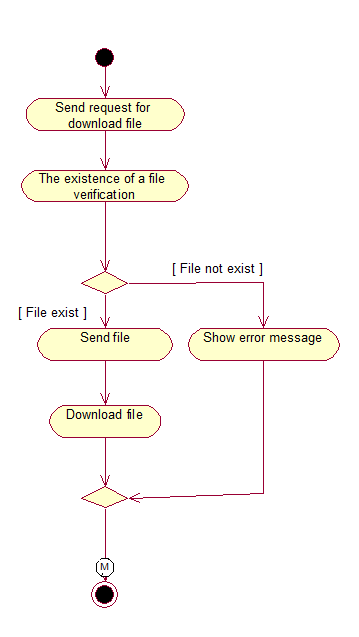 Send request for
download file
The existence of a file
verification
[ File not exist ]
[ File exist ]
Send file
Show error message
Download file
M